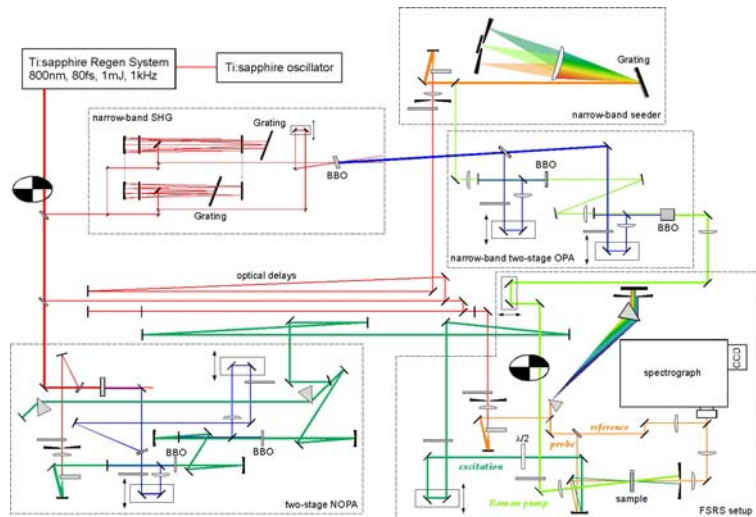 Ti:sapphire Regen System
800nm, 80fs, 1mJ, 1kHz
Ti:sapphire oscillator
Grating
narrow-band seeder
narrow-band SHG
Grating
Grating
BBO
BBO
BBO
narrow-band two-stage OPA
optical delays
spectrograph
CCD
reference
probe
λ/2
excitation
Raman pump
sample
FSRS setup
BBO
BBO
two-stage NOPA